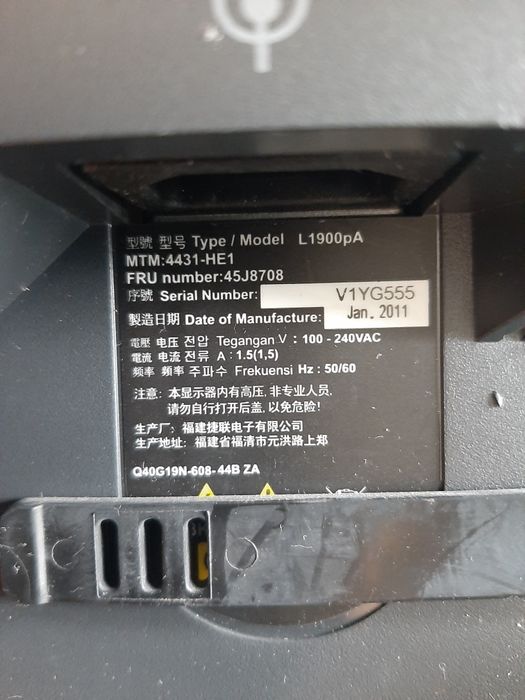 型號 型号 Type / Model L1900pA
MTM:4431-HE1
FRU number:45J8708
序號 Serial Number: V1YG555
製造日期 Date of Manufacture: Jan. 2011
電壓 电压 전압 Tegangan V : 100 - 240VAC
電流 电流 전류 A : 1.5(1,5)
頻率 频率 주파수 Frekuensi Hz : 50/60
注意: 本显示器内有高压, 非专业人员,
请勿自行打开后盖, 以免危险!
生产厂: 福建捷联电子有限公司
生产地址: 福建省福清市元洪路上郑
Q40G19N-608- 44B ZA